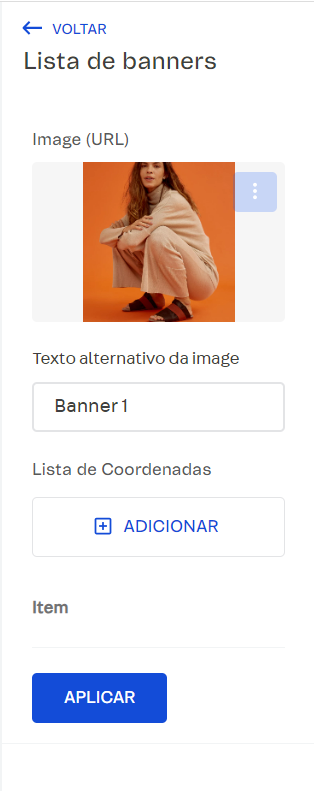 VOLTAR
Lista de banners
Image (URL)
Texto alternativo da image
Banner 1
Lista de Coordenadas
ADICIONAR
Item
APLICAR